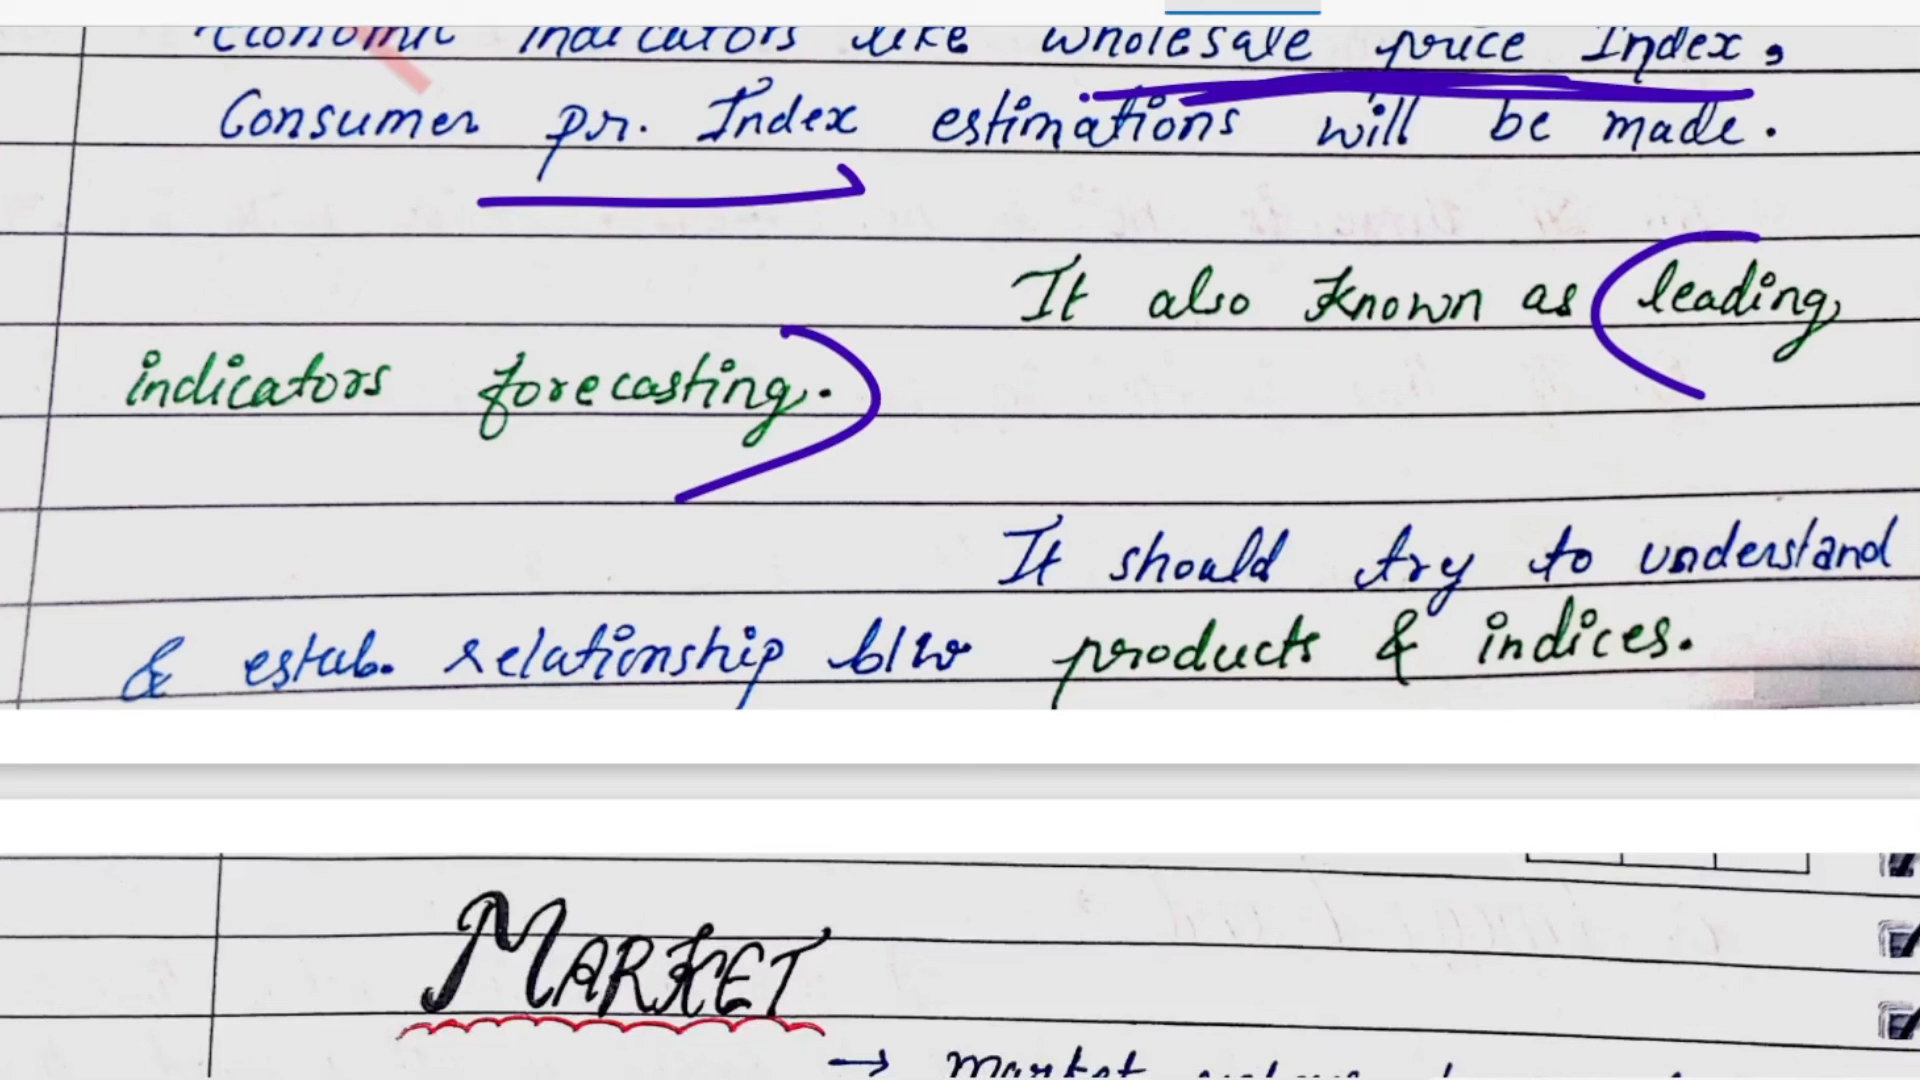 Economic indicators like wholesale price Index,
Consumer pr. Index estimations will be made.
It also known as leading
indicators forecasting.
It should try to understand
& estab. relationship b/w products & indices.
MARKET
→ market